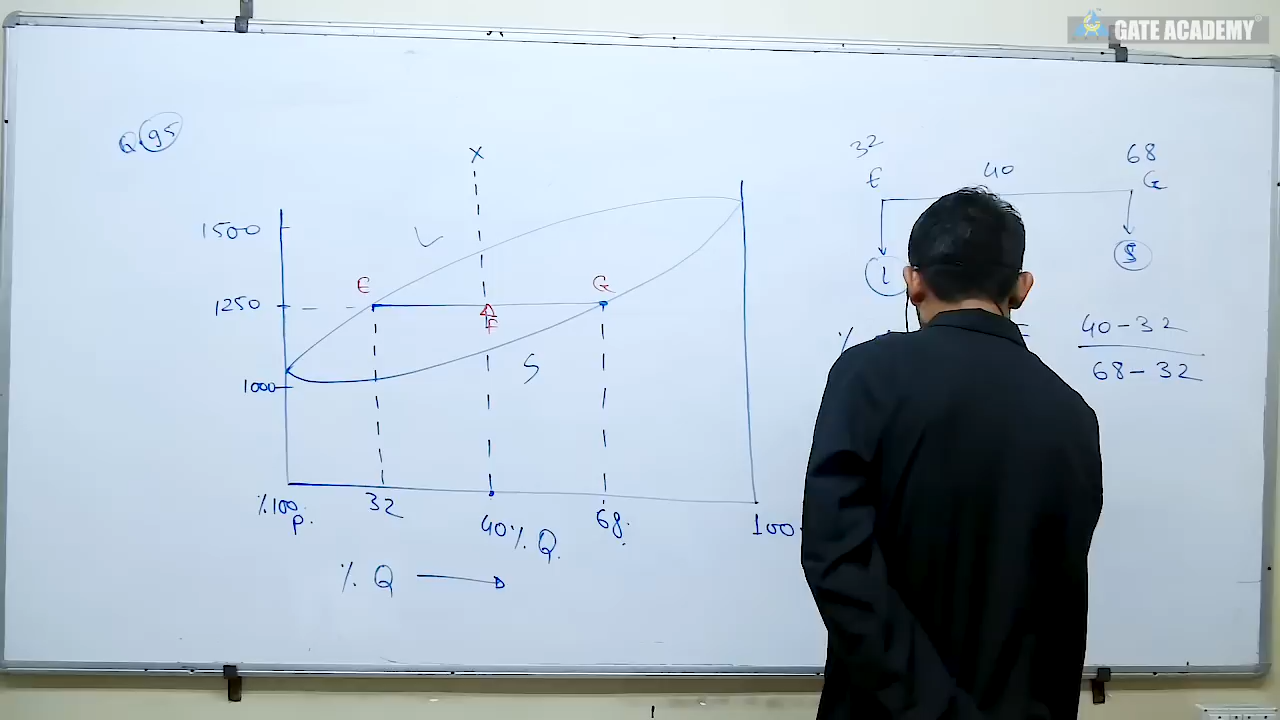 GATE ACADEMY
Q. 95
X
1500
L
1250
E
G
F
S
1000
%100 P.
32
40% Q.
68.
100
% Q →
32
E
40
68
G
L
S
%
=
40-32
68-32